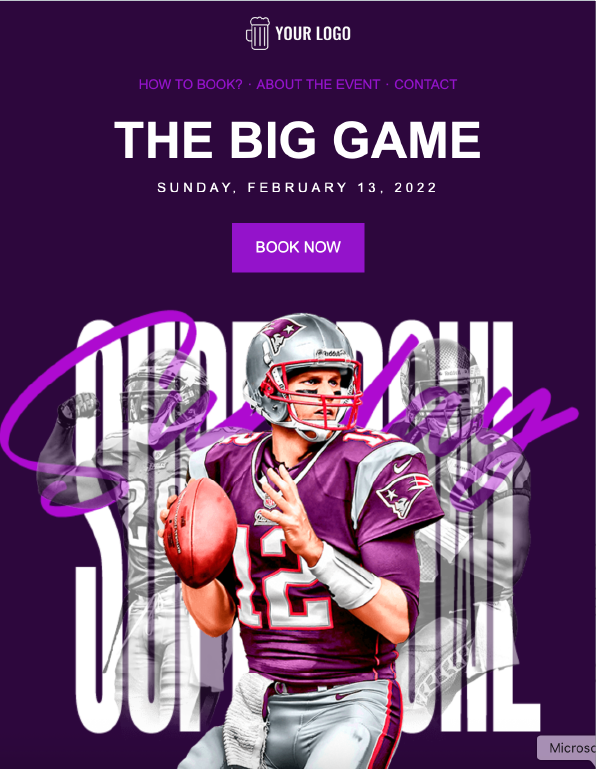 YOUR LOGO
HOW TO BOOK? · ABOUT THE EVENT · CONTACT
THE BIG GAME
SUNDAY, FEBRUARY 13, 2022
BOOK NOW
Sunday
SUPER BOWL
12
12
Microso